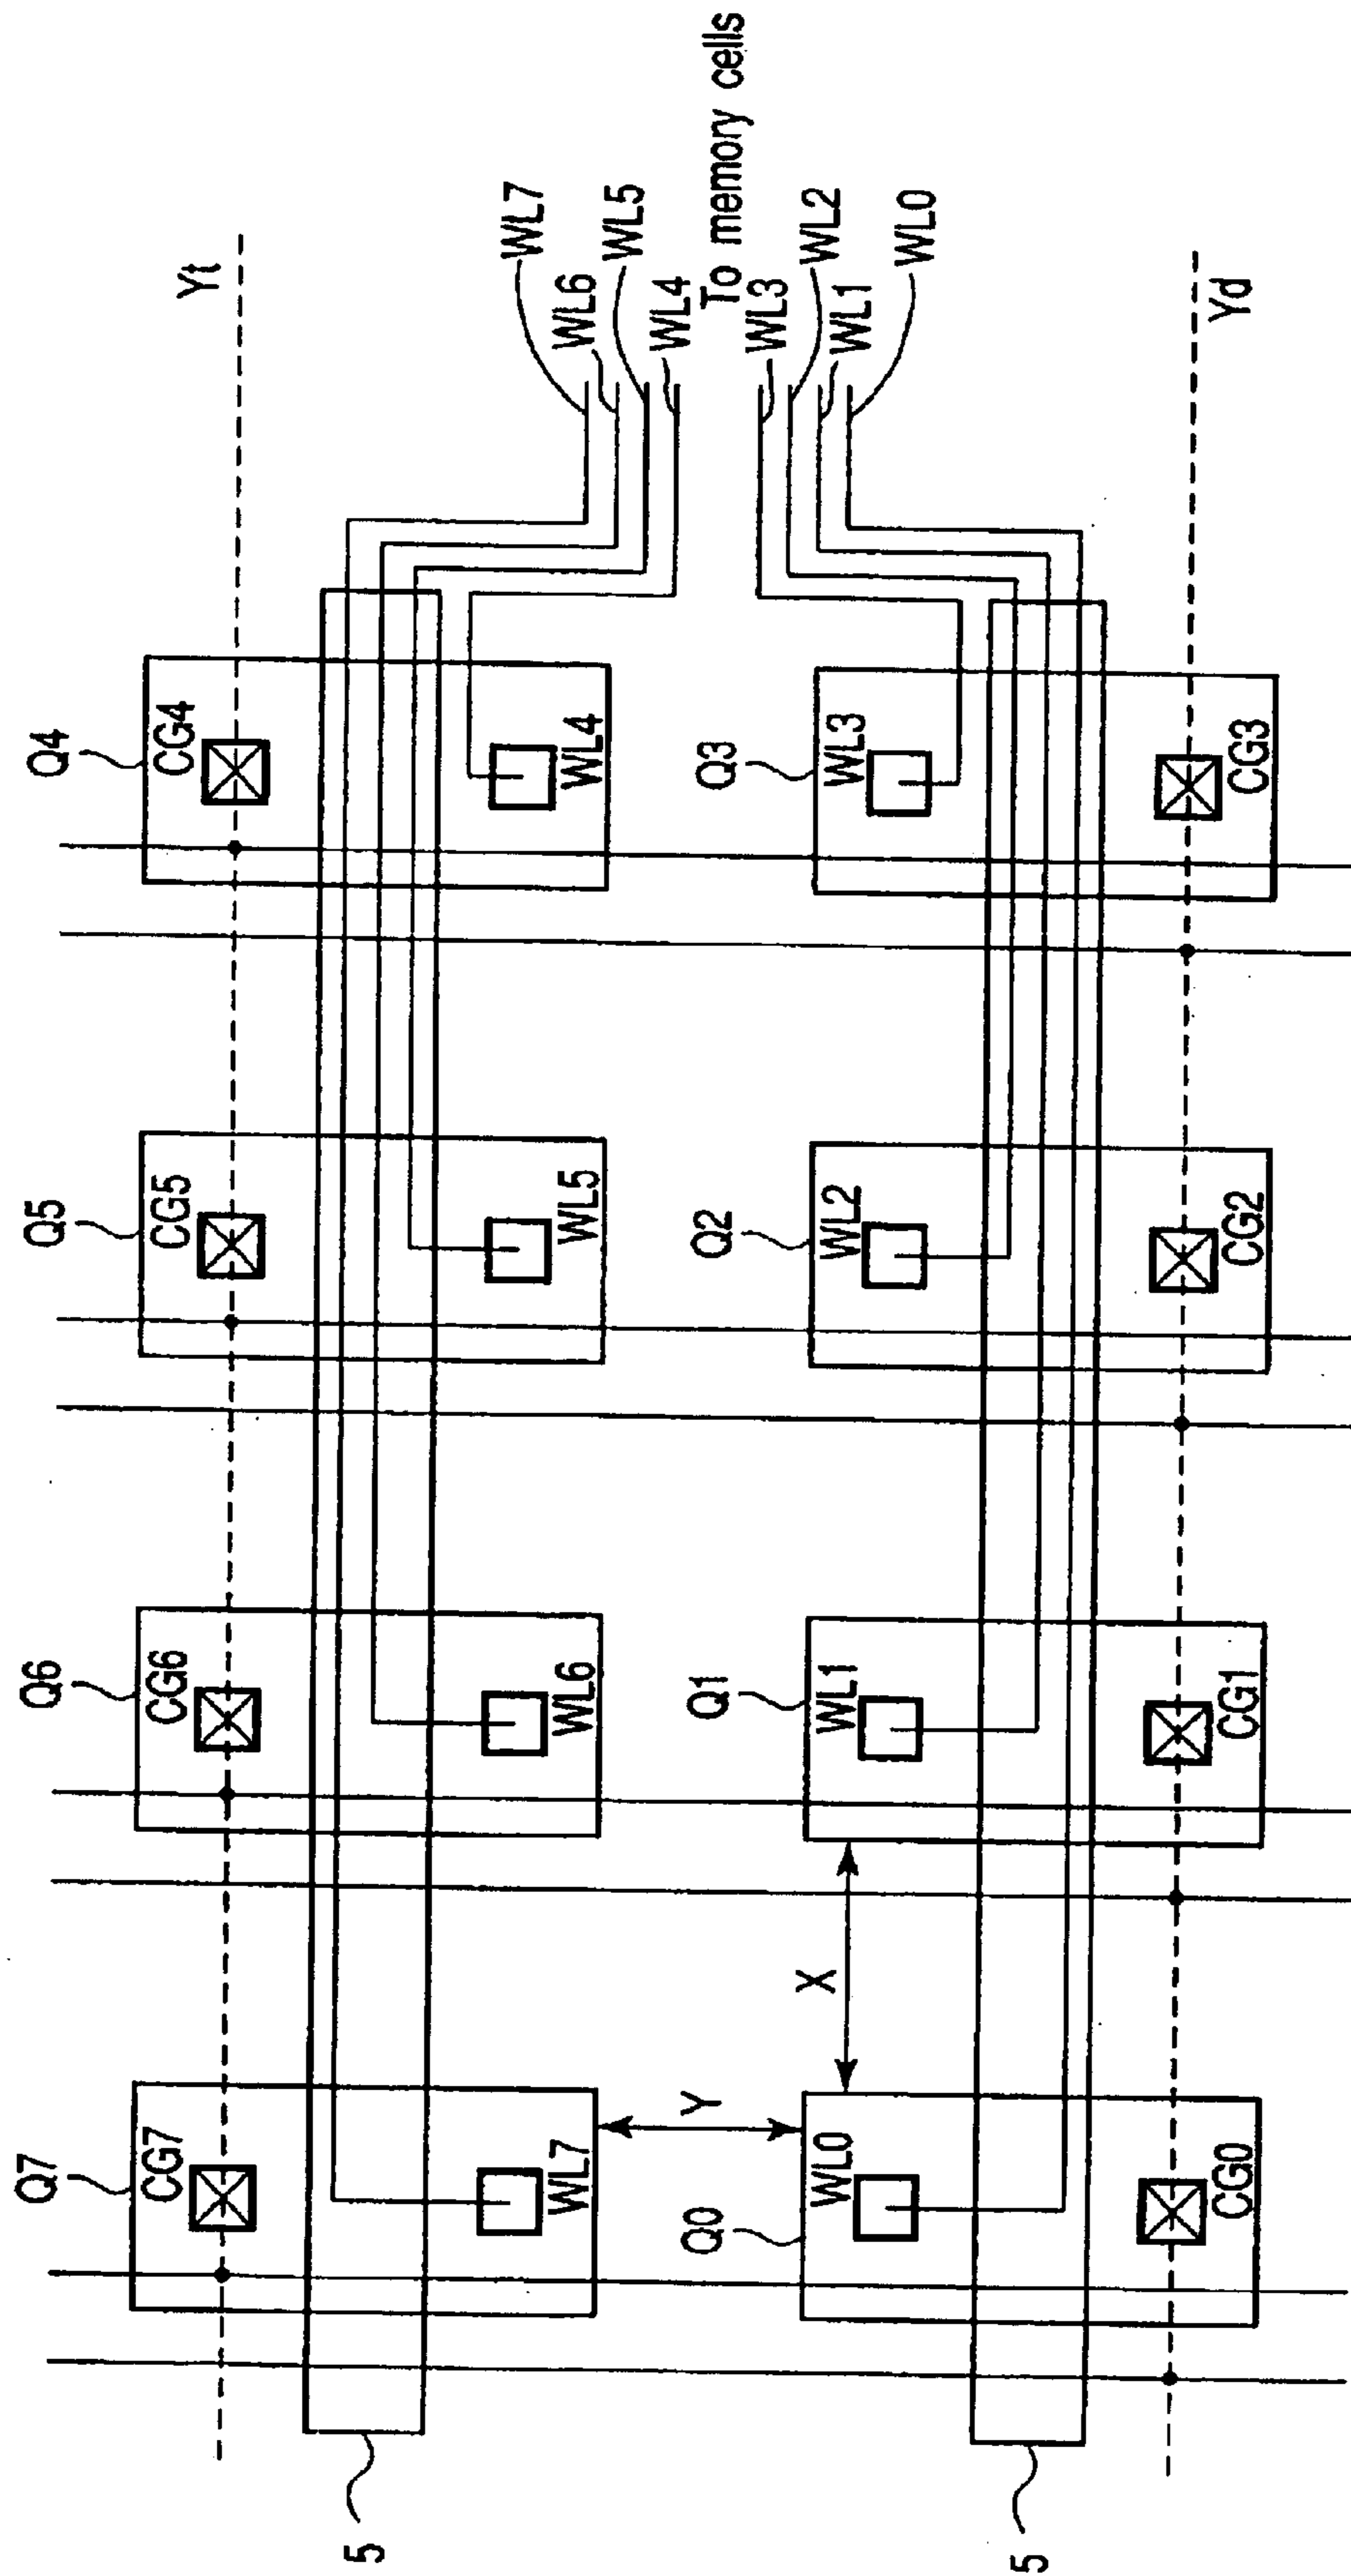 To memory cells
WL7
WL6
WL5
WL4
WL3
WL2
WL1
WL0
Yt
Yd
Q4
CG4
WL4
Q3
WL3
CG3
Q5
CG5
WL5
Q2
WL2
CG2
Q6
CG6
WL6
Q1
WL1
CG1
X
Y
Q7
CG7
WL7
Q0
WL0
CG0
5
5